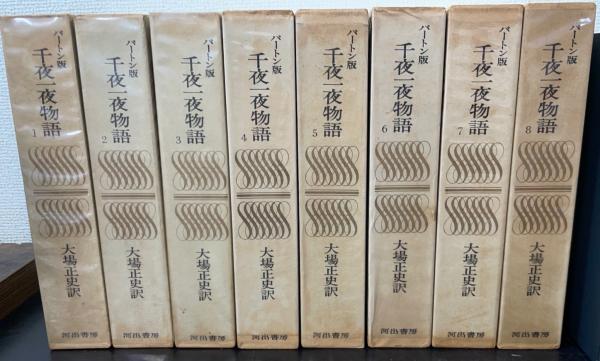 バートン版
千夜一夜物語
1
大場正史訳
河出書房
バートン版
千夜一夜物語
2
大場正史訳
河出書房
バートン版
千夜一夜物語
3
大場正史訳
河出書房
バートン版
千夜一夜物語
4
大場正史訳
河出書房
バートン版
千夜一夜物語
5
大場正史訳
河出書房
バートン版
千夜一夜物語
6
大場正史訳
河出書房
バートン版
千夜一夜物語
7
大場正史訳
河出書房
バートン版
千夜一夜物語
8
大場正史訳
河出書房